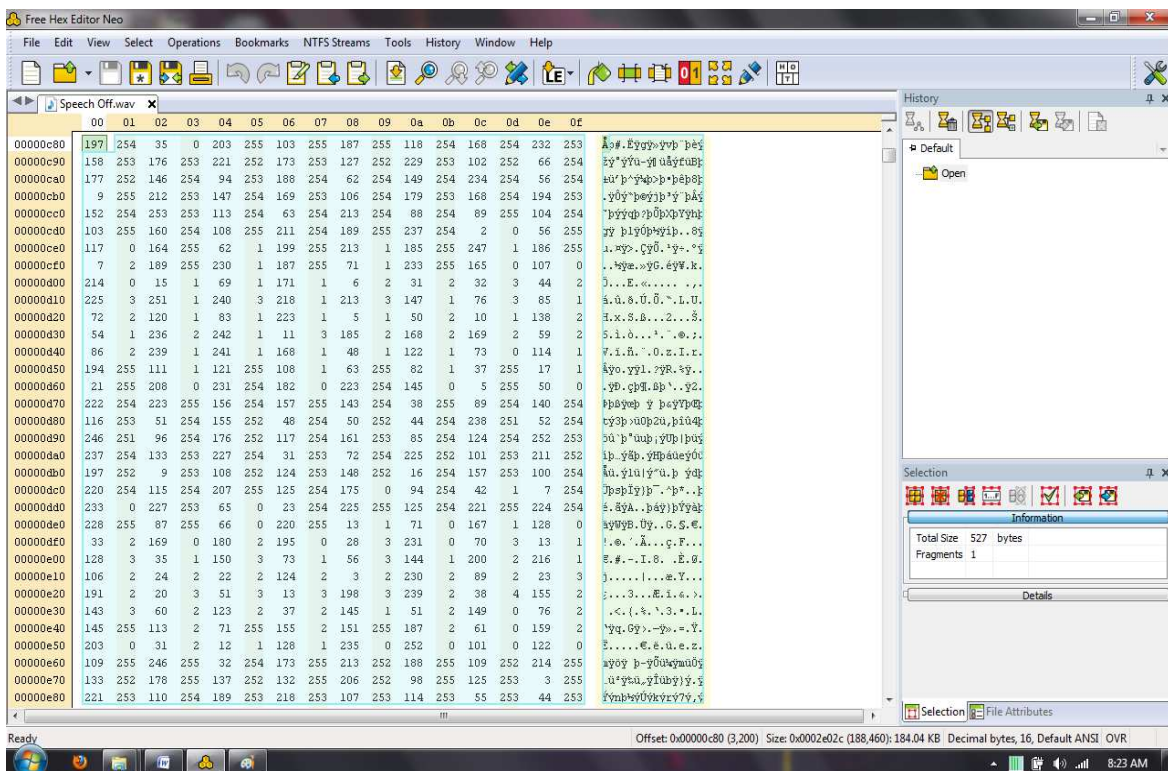 Free Hex Editor Neo
File Edit View Select Operations Bookmarks NTFS Streams Tools History Window Help
Speech Off.wav
00 01 02 03 04 05 06 07 08 09 0a 0b 0c 0d 0e 0f
00000c80 197 254 35 0 203 255 103 255 187 255 118 254 168 254 232 253
00000c90 158 253 176 253 221 252 173 253 127 252 229 253 102 252 66 254
00000ca0 177 252 146 254 94 253 188 254 62 254 149 254 234 254 56 254
00000cb0 9 255 212 253 147 254 169 253 106 254 179 253 168 254 194 253
00000cc0 152 254 253 253 113 254 63 254 213 254 88 254 89 255 104 254
00000cd0 103 255 160 254 108 255 211 254 189 255 237 254 2 0 56 255
00000ce0 117 0 164 255 62 1 199 255 213 1 185 255 247 1 186 255
00000cf0 7 2 189 255 230 1 187 255 71 1 233 255 165 0 107 0
00000d00 214 0 15 1 69 1 171 1 6 2 31 2 32 3 44 2
00000d10 225 3 251 1 240 3 218 1 213 3 147 1 76 3 85 1
00000d20 72 2 120 1 83 1 223 1 5 1 50 2 10 1 138 2
00000d30 54 1 236 2 242 1 11 3 185 2 168 2 169 2 59 2
00000d40 86 2 239 1 241 1 168 1 48 1 122 1 73 0 114 1
00000d50 194 255 111 1 121 255 108 1 63 255 82 1 37 255 17 1
00000d60 21 255 208 0 231 254 182 0 223 254 145 0 5 255 50 0
00000d70 222 254 223 255 156 254 157 255 143 254 38 255 89 254 140 254
00000d80 116 253 51 254 155 252 48 254 50 252 44 254 238 251 52 254
00000d90 246 251 96 254 176 252 117 254 161 253 85 254 124 254 252 253
00000da0 237 254 133 253 227 254 31 253 72 254 225 252 101 253 211 252
00000db0 197 252 9 253 108 252 124 253 148 252 16 254 157 253 100 254
00000dc0 220 254 115 254 207 255 125 254 175 0 94 254 42 1 7 254
00000dd0 233 0 227 253 65 0 23 254 223 255 125 254 221 255 224 254
00000de0 228 255 87 255 66 0 220 255 13 1 71 0 167 1 128 0
00000df0 33 2 169 0 180 2 195 0 3 231 0 70 3 13 1
00000e00 128 3 35 1 150 3 73 1 56 3 144 1 200 2 216 1
00000e10 106 2 24 2 22 2 124 2 3 2 230 2 89 2 23 3
00000e20 191 2 20 3 51 3 13 3 198 3 239 2 38 4 155 2
00000e30 143 3 60 2 123 2 37 2 145 1 51 2 149 0 76 2
00000e40 145 255 113 2 71 255 155 2 151 255 187 2 61 0 159 2
00000e50 203 0 31 2 12 1 128 1 235 0 252 0 101 0 122 0
00000e60 109 255 246 255 32 254 173 255 213 252 188 255 109 252 214 255
00000e70 133 252 178 255 137 252 132 255 206 252 98 255 125 253 3 255
00000e80 221 253 110 254 189 253 218 253 107 253 114 253 55 253 44 253
History
Default
Open
Selection
Information
Total Size 527 bytes
Fragments 1
Details
Selection File Attributes
Ready
Offset: 0x00000c80 (3,200) Size: 0x0002e02c (188,460): 184.04 KB Decimal bytes, 16, Default ANSI OVR
8:23 AM